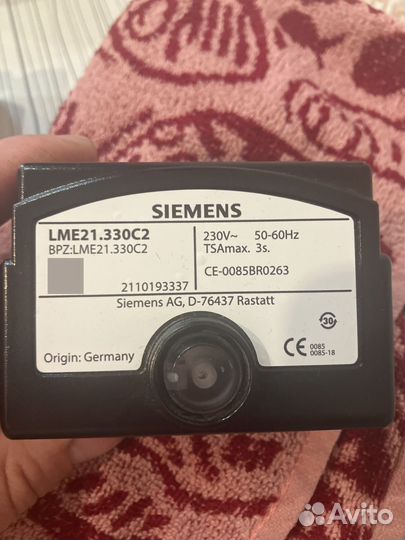 SIEMENS
LME21.330C2
BPZ:LME21.330C2
2110193337
230V~ 50-60Hz
TSAmax. 3s.
CE-0085BR0263
Siemens AG, D-76437 Rastatt
30
Origin: Germany
CE 0085
0085-18
Avito